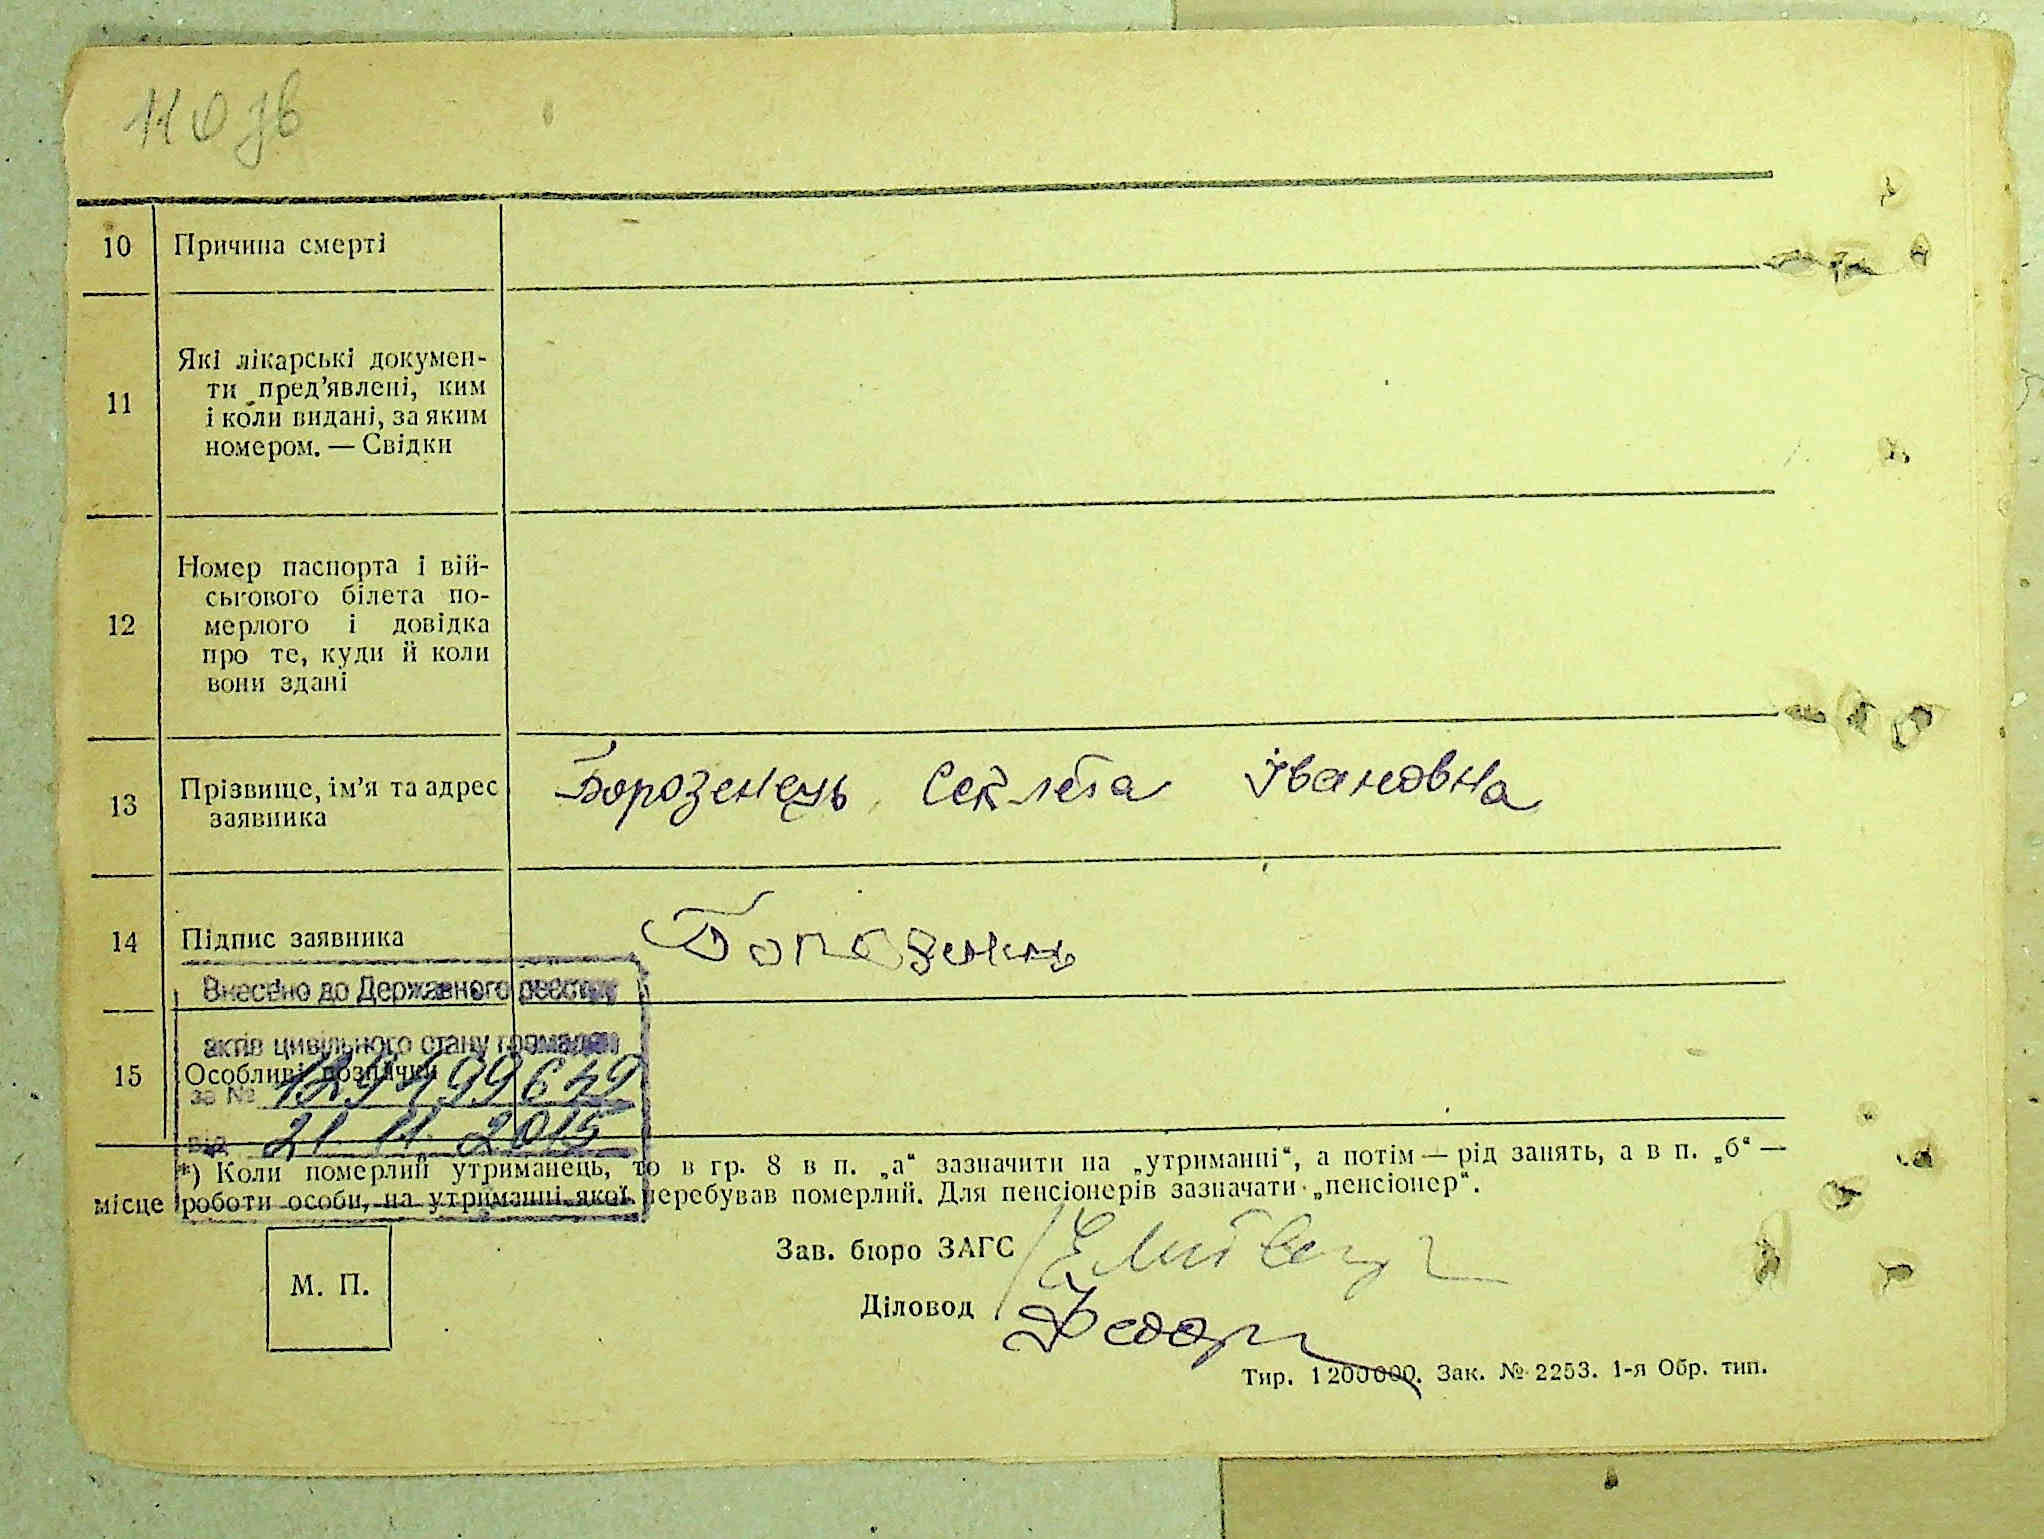 10 Причина смерті
11 Які лікарські докумен-
ти пред’явлені, ким
і коли видані, за яким
номером. — Свідки
12 Номер паспорта і вій-
ськового білета по-
мерлого і довідка
про те, куди й коли
вони здані
13 Прізвище, ім’я та адрес
заявника
Борозенець Секлета Івановна
14 Підпис заявника
Борозенець
Внесено до Державного реєстру
актів цивільного стану громадян
15 Особливі позначки
за №
від 21. 11. 2015
*) Коли померлий утриманець, то в гр. 8 в п. „а“ зазначити на „утриманні“, а потім — рід занять, а в п. „б“ —
місце роботи особи, на утриманні якої перебував померлий. Для пенсіонерів зазначати „пенсіонер“.
Зав. бюро ЗАГС
М. П.
Діловод
Тир. 1200000. Зак. № 2253. 1-я Обр. тип.